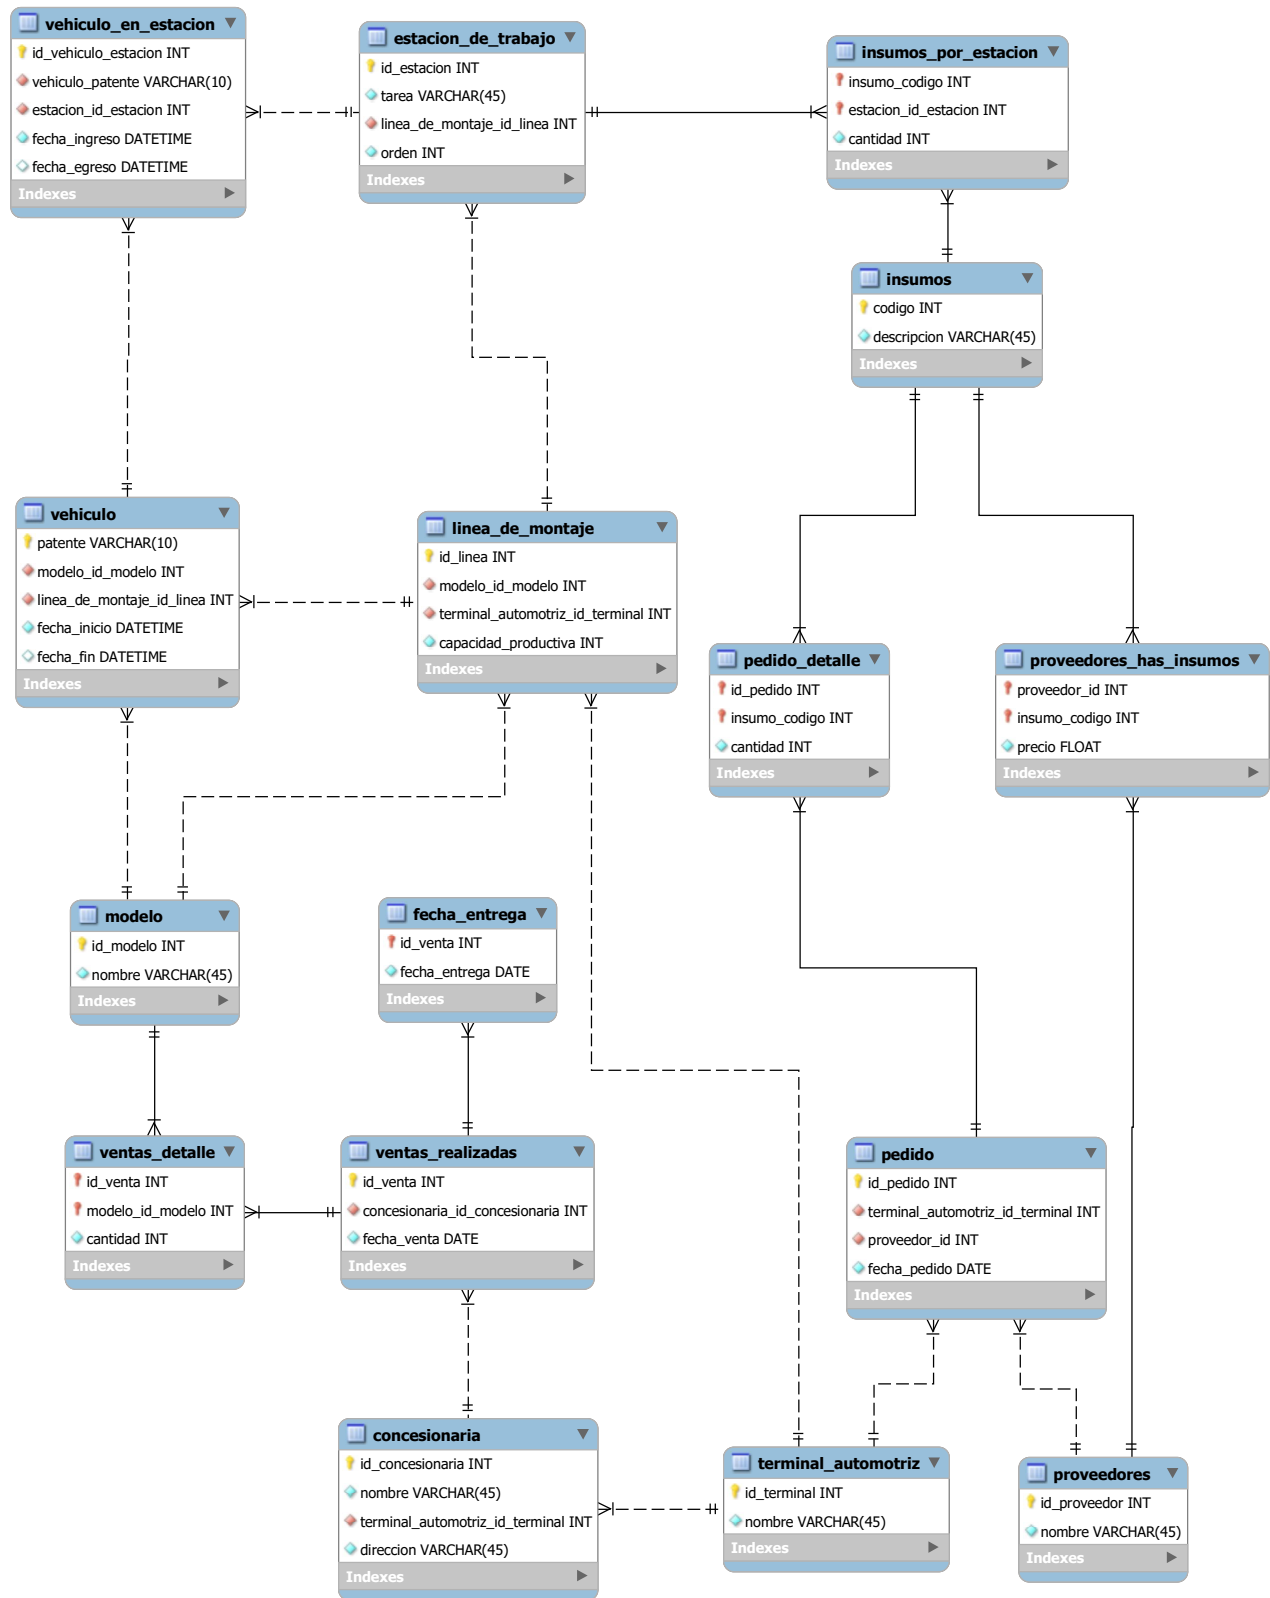 vehiculo_en_estacion
id_vehiculo_estacion INT
vehiculo_patente VARCHAR(10)
estacion_id_estacion INT
fecha_ingreso DATETIME
fecha_egreso DATETIME
Indexes
estacion_de_trabajo
id_estacion INT
tarea VARCHAR(45)
linea_de_montaje_id_linea INT
orden INT
Indexes
insumos_por_estacion
insumo_codigo INT
estacion_id_estacion INT
cantidad INT
Indexes
insumos
codigo INT
descripcion VARCHAR(45)
Indexes
vehiculo
patente VARCHAR(10)
modelo_id_modelo INT
linea_de_montaje_id_linea INT
fecha_inicio DATETIME
fecha_fin DATETIME
Indexes
linea_de_montaje
id_linea INT
modelo_id_modelo INT
terminal_automotriz_id_terminal INT
capacidad_productiva INT
Indexes
pedido_detalle
id_pedido INT
insumo_codigo INT
cantidad INT
Indexes
proveedores_has_insumos
proveedor_id INT
insumo_codigo INT
precio FLOAT
Indexes
modelo
id_modelo INT
nombre VARCHAR(45)
Indexes
fecha_entrega
id_venta INT
fecha_entrega DATE
Indexes
ventas_detalle
id_venta INT
modelo_id_modelo INT
cantidad INT
Indexes
ventas_realizadas
id_venta INT
concesionaria_id_concesionaria INT
fecha_venta DATE
Indexes
pedido
id_pedido INT
terminal_automotriz_id_terminal INT
proveedor_id INT
fecha_pedido DATE
Indexes
concesionaria
id_concesionaria INT
nombre VARCHAR(45)
terminal_automotriz_id_terminal INT
direccion VARCHAR(45)
Indexes
terminal_automotriz
id_terminal INT
nombre VARCHAR(45)
Indexes
proveedores
id_proveedor INT
nombre VARCHAR(45)
Indexes